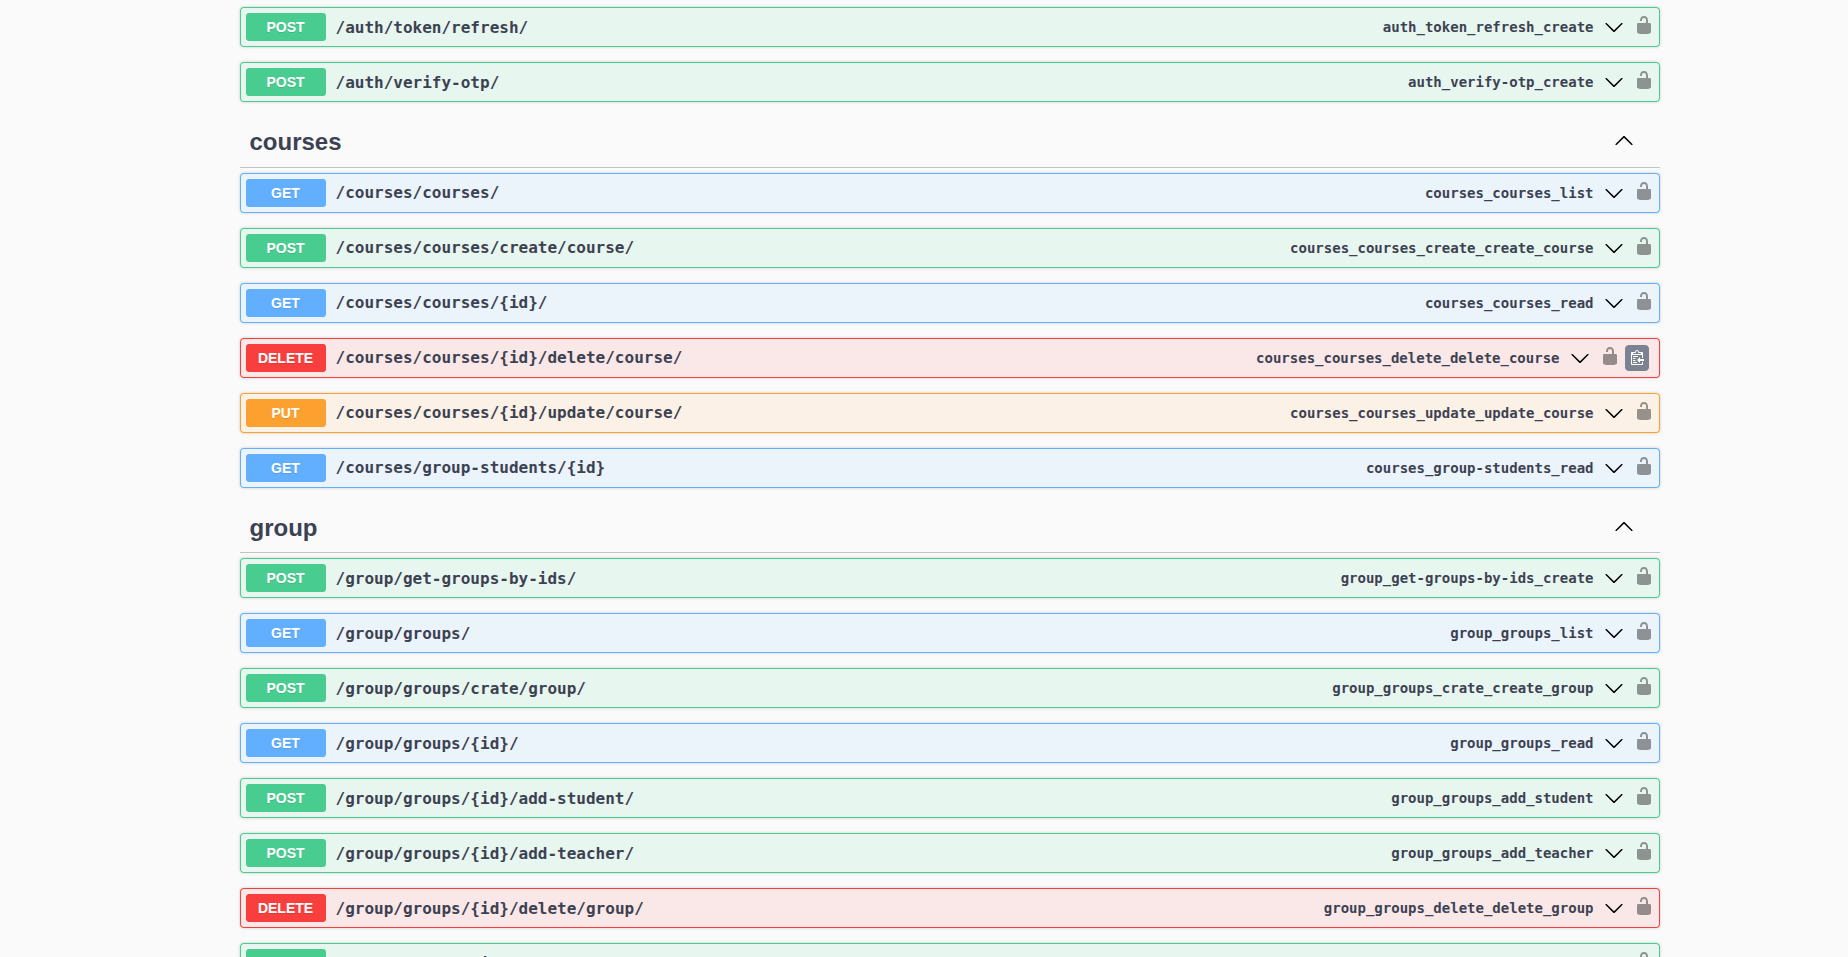 POST /auth/token/refresh/ auth_token_refresh_create
POST /auth/verify-otp/ auth_verify-otp_create
courses
GET /courses/courses/ courses_courses_list
POST /courses/courses/create/course/ courses_courses_create_create_course
GET /courses/courses/{id}/ courses_courses_read
DELETE /courses/courses/{id}/delete/course/ courses_courses_delete_delete_course
PUT /courses/courses/{id}/update/course/ courses_courses_update_update_course
GET /courses/group-students/{id} courses_group-students_read
group
POST /group/get-groups-by-ids/ group_get-groups-by-ids_create
GET /group/groups/ group_groups_list
POST /group/groups/crate/group/ group_groups_crate_create_group
GET /group/groups/{id}/ group_groups_read
POST /group/groups/{id}/add-student/ group_groups_add_student
POST /group/groups/{id}/add-teacher/ group_groups_add_teacher
DELETE /group/groups/{id}/delete/group/ group_groups_delete_delete_group